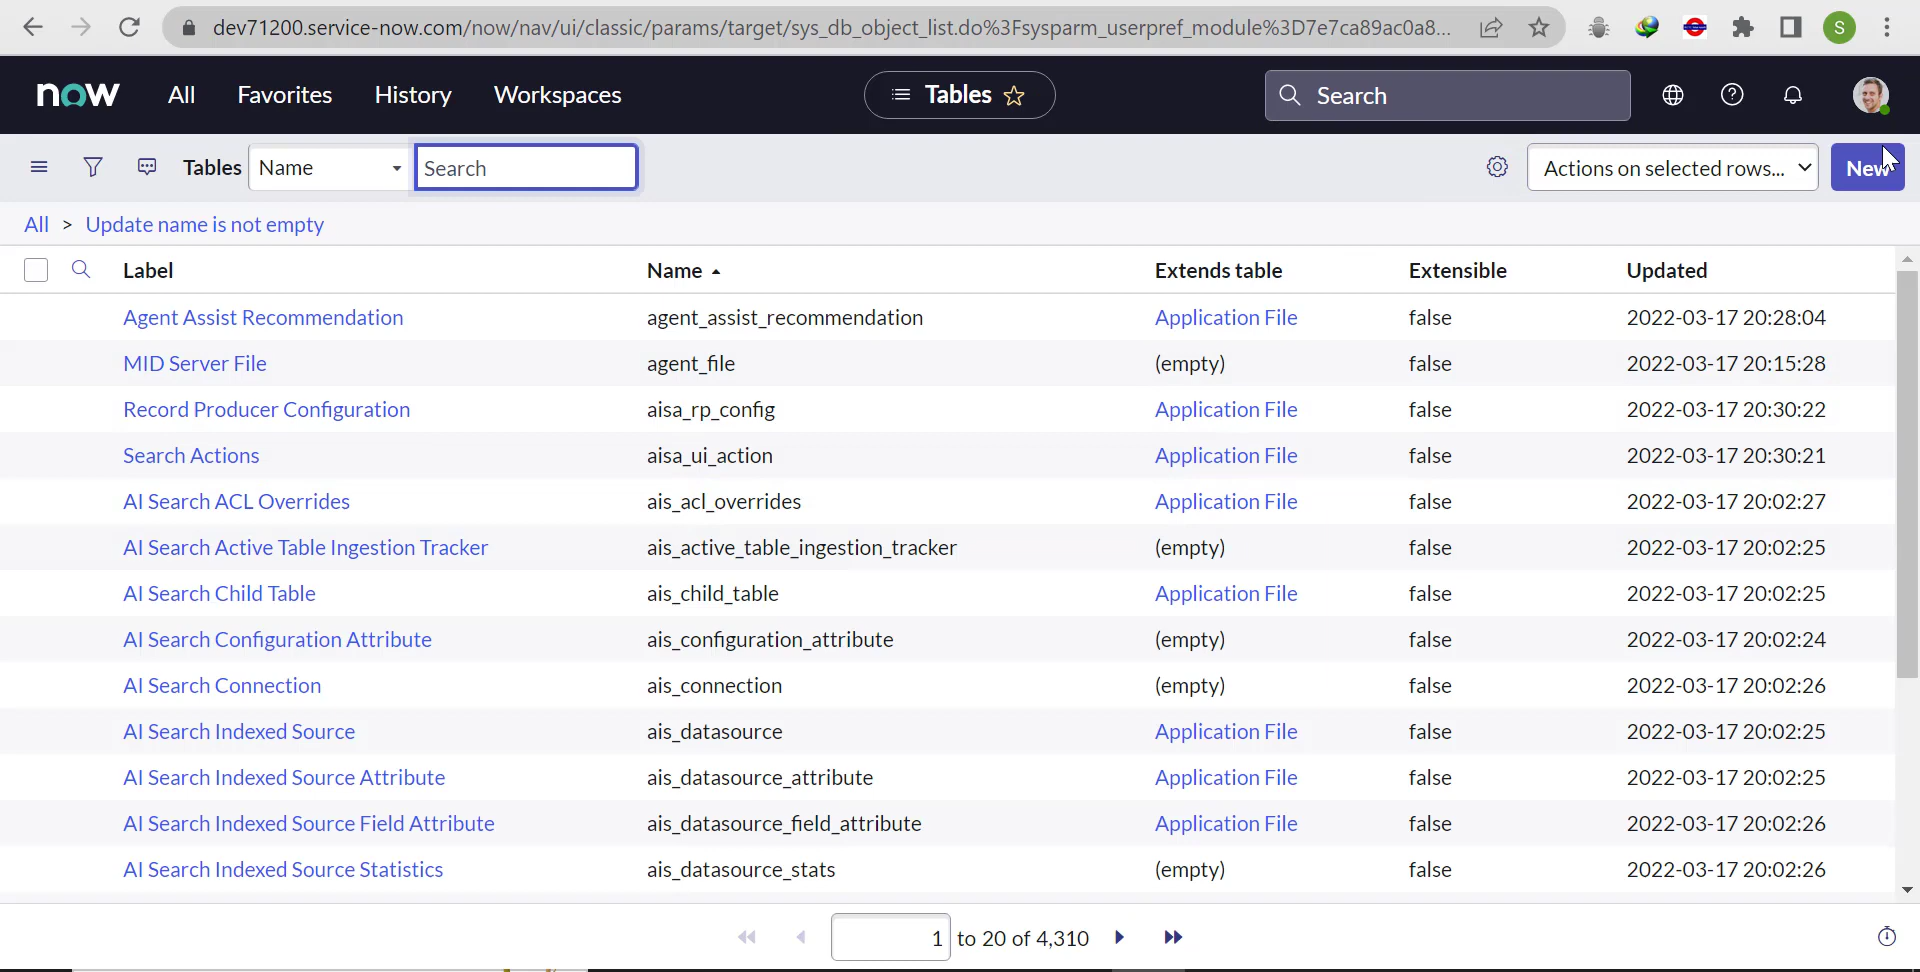 dev71200.service-now.com/now/nav/ui/classic/params/target/sys_db_object_list.do%3Fsysparm_userpref_module%3D7e7ca89ac0a8... S
now All Favorites History Workspaces Tables Search
Tables Name Search Actions on selected rows... New
All > Update name is not empty
Label Name Extends table Extensible Updated
Agent Assist Recommendation agent_assist_recommendation Application File false 2022-03-17 20:28:04
MID Server File agent_file (empty) false 2022-03-17 20:15:28
Record Producer Configuration aisa_rp_config Application File false 2022-03-17 20:30:22
Search Actions aisa_ui_action Application File false 2022-03-17 20:30:21
AI Search ACL Overrides ais_acl_overrides Application File false 2022-03-17 20:02:27
AI Search Active Table Ingestion Tracker ais_active_table_ingestion_tracker (empty) false 2022-03-17 20:02:25
AI Search Child Table ais_child_table Application File false 2022-03-17 20:02:25
AI Search Configuration Attribute ais_configuration_attribute (empty) false 2022-03-17 20:02:24
AI Search Connection ais_connection (empty) false 2022-03-17 20:02:26
AI Search Indexed Source ais_datasource Application File false 2022-03-17 20:02:25
AI Search Indexed Source Attribute ais_datasource_attribute Application File false 2022-03-17 20:02:25
AI Search Indexed Source Field Attribute ais_datasource_field_attribute Application File false 2022-03-17 20:02:26
AI Search Indexed Source Statistics ais_datasource_stats (empty) false 2022-03-17 20:02:26
1 to 20 of 4,310